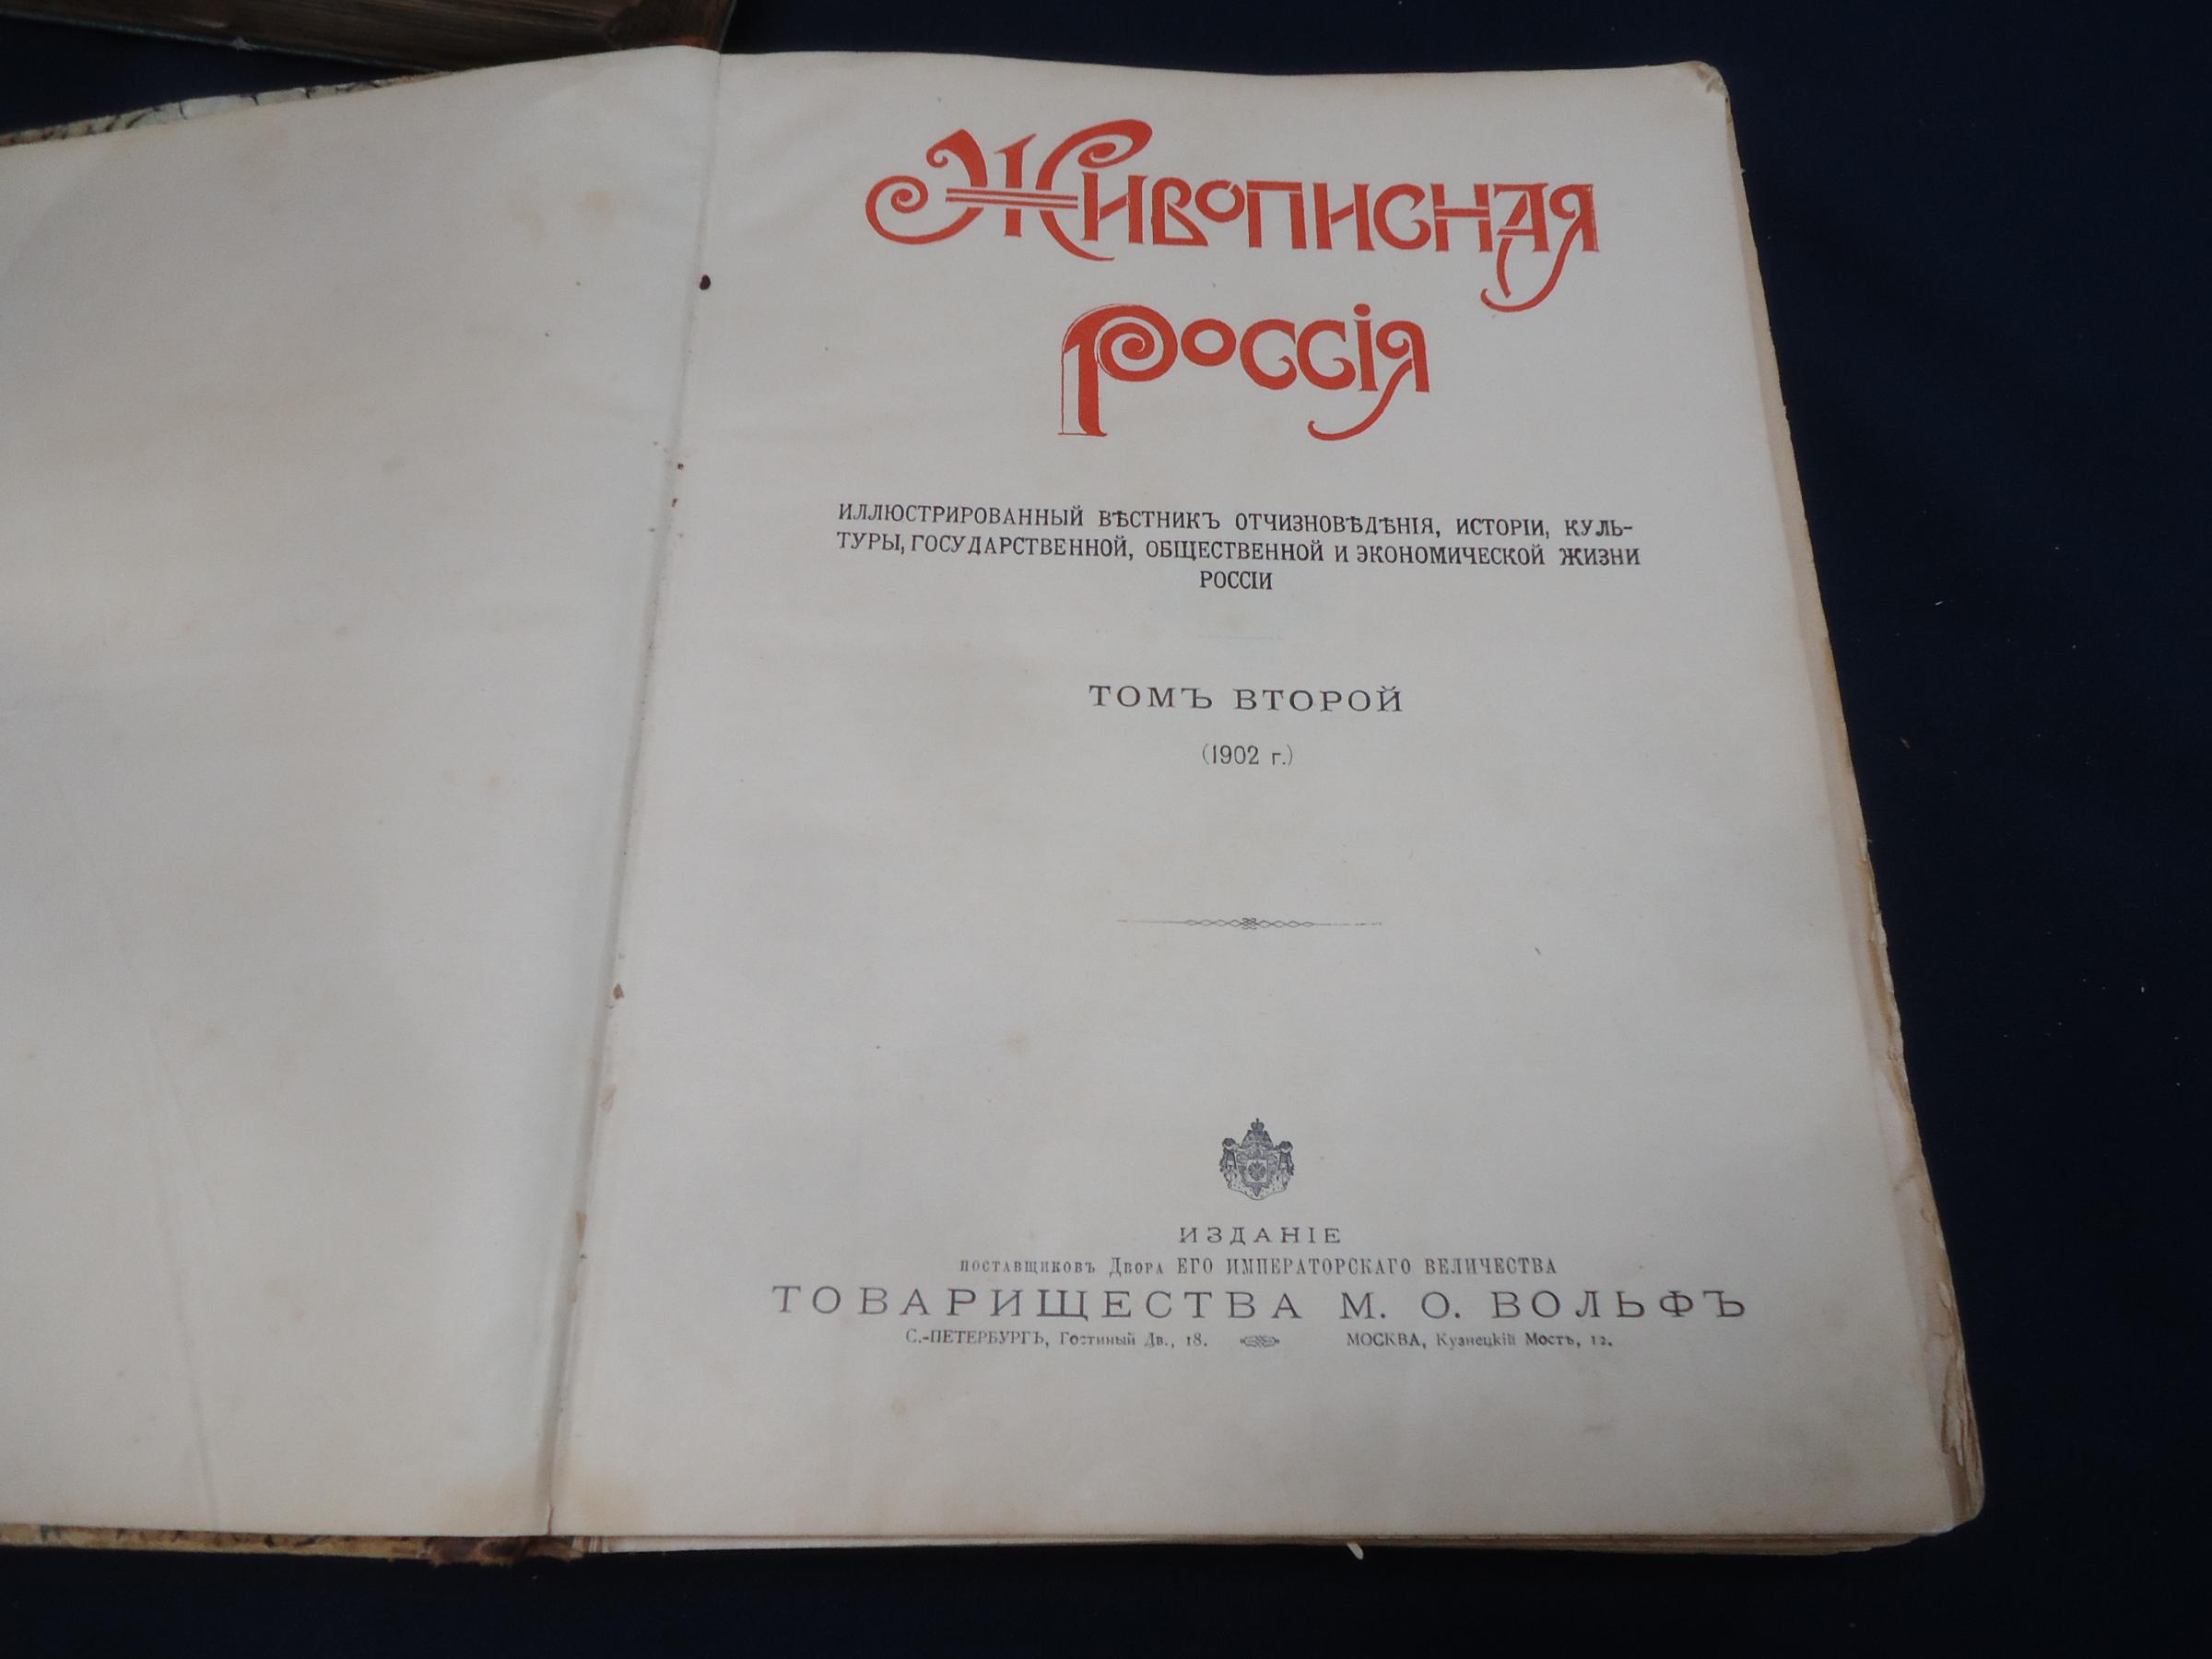 Живописная
Россія
ИЛЛЮСТРИРОВАННЫЙ ВѢСТНИКЪ ОТЧИЗНОВѢДѢНІЯ, ИСТОРІИ, КУЛЬ-
ТУРЫ, ГОСУДАРСТВЕННОЙ, ОБЩЕСТВЕННОЙ И ЭКОНОМИЧЕСКОЙ ЖИЗНИ
РОССІИ
ТОМЪ ВТОРОЙ
(1902 г.)
ИЗДАНІЕ
ПОСТАВЩИКОВЪ ДВОРА ЕГО ИМПЕРАТОРСКАГО ВЕЛИЧЕСТВА
ТОВАРИЩЕСТВА М. О. ВОЛЬФЪ
С.-ПЕТЕРБУРГЪ, Гостиный Дв., 18. МОСКВА, Кузнецкій Мостъ, 12.